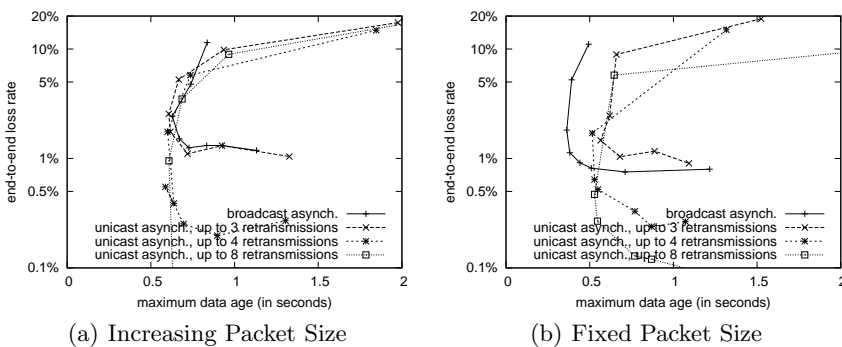 20%
10%
5%
1%
0.5%
0.1%
end-to-end loss rate
broadcast asynch.
unicast asynch., up to 3 retransmissions
unicast asynch., up to 4 retransmissions
unicast asynch., up to 8 retransmissions
0 0.5 1 1.5 2
maximum data age (in seconds)
(a) Increasing Packet Size
20%
10%
5%
1%
0.5%
0.1%
end-to-end loss rate
broadcast asynch.
unicast asynch., up to 3 retransmissions
unicast asynch., up to 4 retransmissions
unicast asynch., up to 8 retransmissions
0 0.5 1 1.5 2
maximum data age (in seconds)
(b) Fixed Packet Size